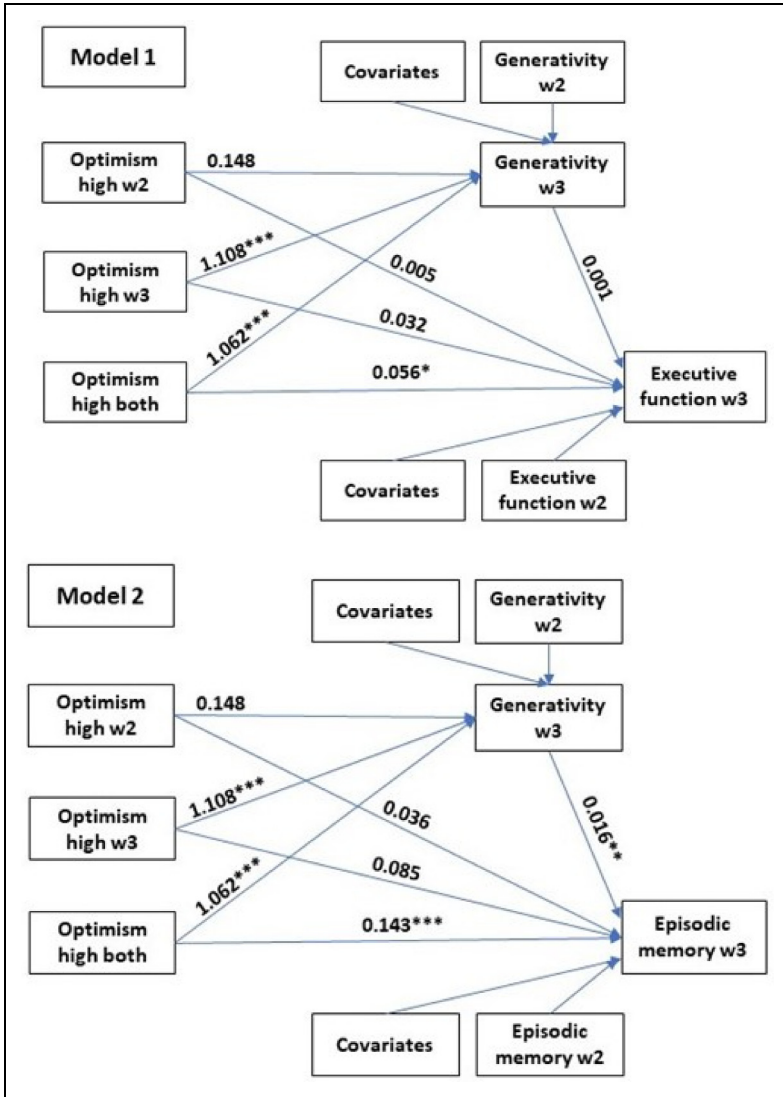 Model 1
Covariates
Generativity
w2
Optimism
high w2
0.148
Generativity
w3
Optimism
high w3
1.108***
0.005
0.001
0.032
1.062***
Optimism
high both
0.056*
Executive
function w3
Covariates
Executive
function w2
Model 2
Covariates
Generativity
w2
Optimism
high w2
0.148
Generativity
w3
Optimism
high w3
1.108***
0.036
0.016**
0.085
1.062***
Optimism
high both
0.143***
Episodic
memory w3
Covariates
Episodic
memory w2